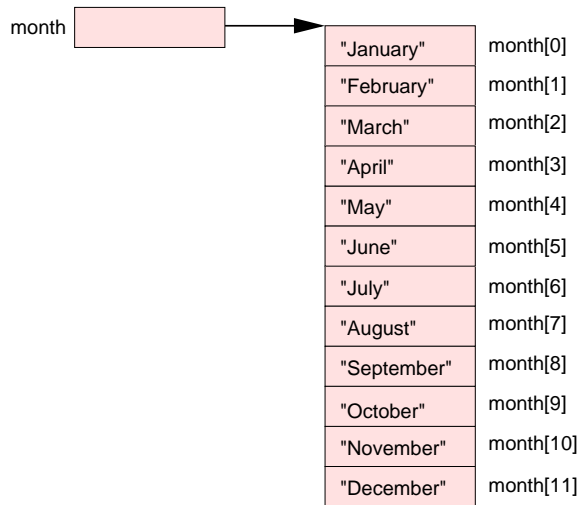 month
"January" month[0]
"February" month[1]
"March" month[2]
"April" month[3]
"May" month[4]
"June" month[5]
"July" month[6]
"August" month[7]
"September" month[8]
"October" month[9]
"November" month[10]
"December" month[11]